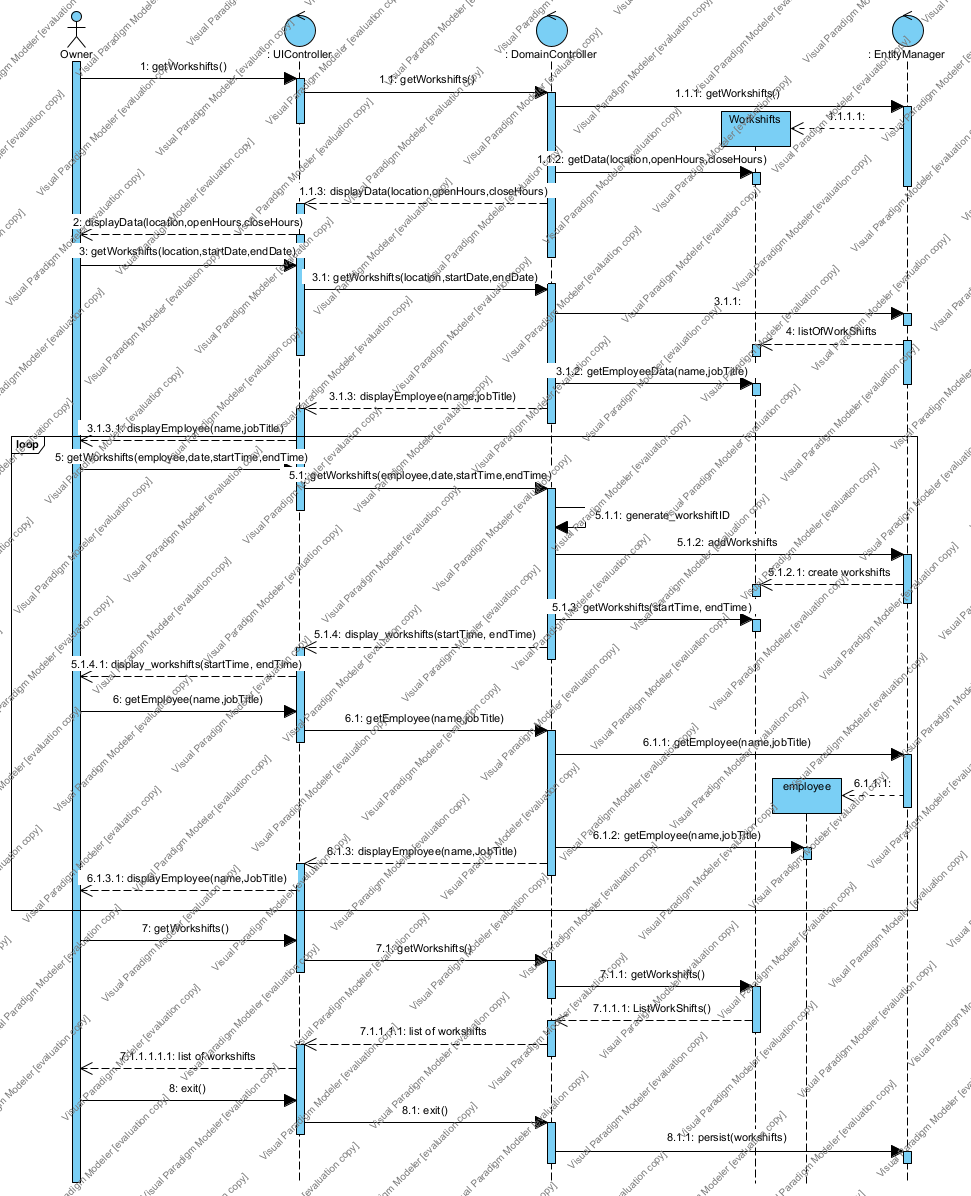 Owner
: UIController
: DomainController
: EntityManager
1: getWorkshifts()
1.1: getWorkshifts()
1.1.1: getWorkshifts()
Workshifts
1.1.1.1:
1.1.2: getData(location,openHours,closeHours)
1.1.3: displayData(location,openHours,closeHours)
2: displayData(location,openHours,closeHours)
3: getWorkshifts(location,startDate,endDate)
3.1: getWorkshifts(location,startDate,endDate)
3.1.1:
4: listOfWorkShifts
3.1.2: getEmployeeData(name,jobTitle)
3.1.3: displayEmployee(name,jobTitle)
3.1.3.1: displayEmployee(name,jobTitle)
loop
5: getWorkshifts(employee,date,startTime,endTime)
5.1: getWorkshifts(employee,date,startTime,endTime)
5.1.1: generate_workshiftID
5.1.2: addWorkshifts
5.1.2.1: create workshifts
5.1.3: getWorkshifts(startTime, endTime)
5.1.4: display_workshifts(startTime, endTime)
5.1.4.1: display_workshifts(startTime, endTime)
6: getEmployee(name,jobTitle)
6.1: getEmployee(name,jobTitle)
6.1.1: getEmployee(name,jobTitle)
employee
6.1.1.1:
6.1.2: getEmployee(name,jobTitle)
6.1.3: displayEmployee(name,JobTitle)
6.1.3.1: displayEmployee(name,JobTitle)
7: getWorkshifts()
7.1: getWorkshifts()
7.1.1: getWorkshifts()
7.1.1.1: ListWorkShifts()
7.1.1.1.1: list of workshifts
7.1.1.1.1.1: list of workshifts
8: exit()
8.1: exit()
8.1.1: persist(workshifts)
Visual Paradigm Modeler [evaluation copy]